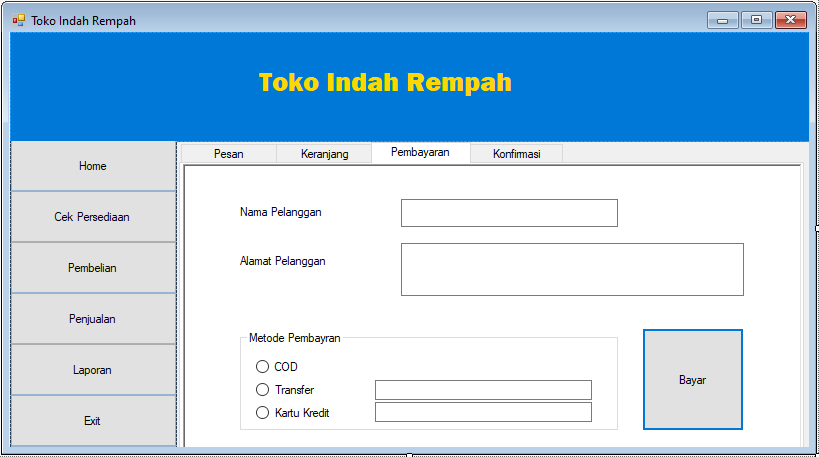 Toko Indah Rempah
Toko Indah Rempah
Home
Cek Persediaan
Pembelian
Penjualan
Laporan
Exit
Pesan
Keranjang
Pembayaran
Konfirmasi
Nama Pelanggan
Alamat Pelanggan
Metode Pembayran
COD
Transfer
Kartu Kredit
Bayar